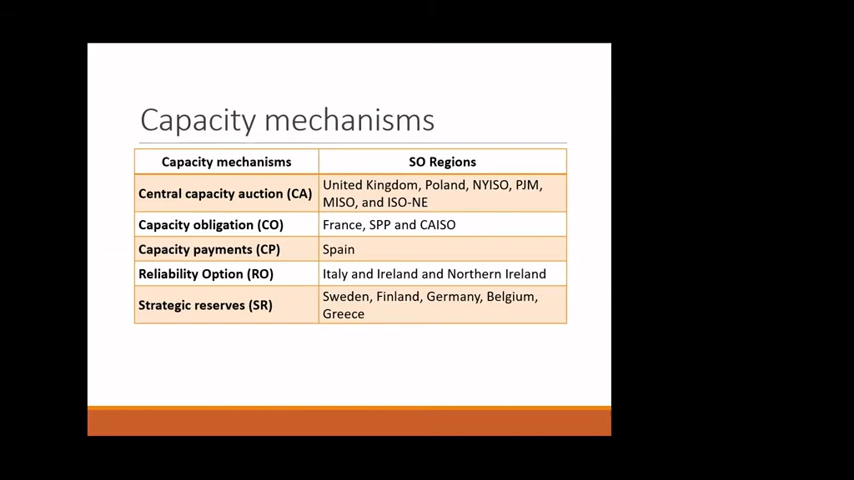 Capacity mechanisms
Capacity mechanisms SO Regions
Central capacity auction (CA) United Kingdom, Poland, NYISO, PJM,
MISO, and ISO-NE
Capacity obligation (CO) France, SPP and CAISO
Capacity payments (CP) Spain
Reliability Option (RO) Italy and Ireland and Northern Ireland
Strategic reserves (SR) Sweden, Finland, Germany, Belgium,
Greece